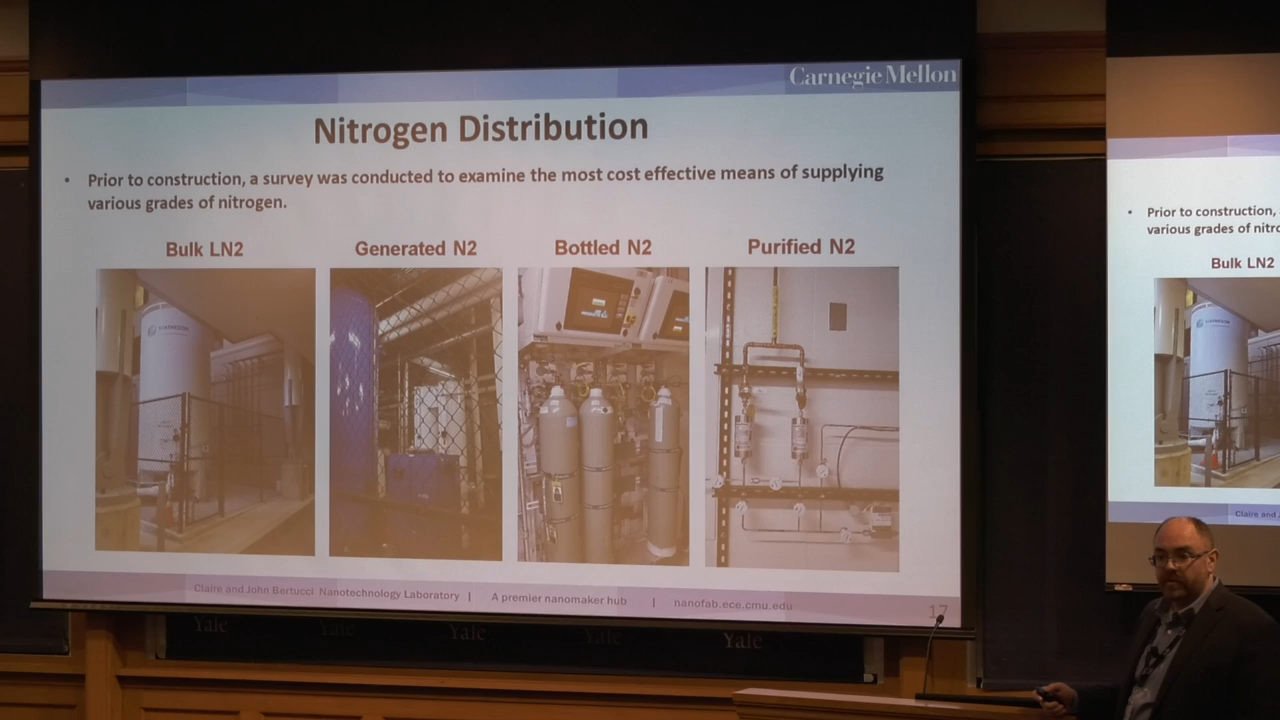 Carnegie Mellon
Nitrogen Distribution
• Prior to construction, a survey was conducted to examine the most cost effective means of supplying
various grades of nitrogen.
Bulk LN2
Generated N2
Bottled N2
Purified N2
Claire and John Bertucci Nanotechnology Laboratory | A premier nanomaker hub | nanofab.ece.cmu.edu
17
Yale Yale Yale Yale Yale
• Prior to construction,
various grades of nitro
Bulk LN2
Claire and